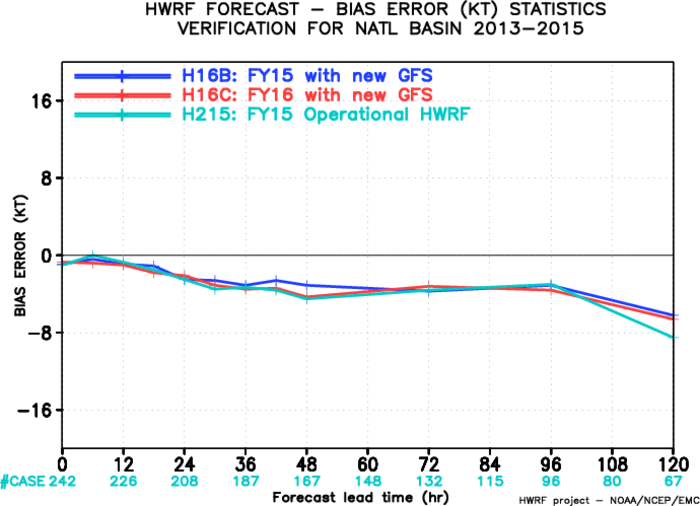 HWRF FORECAST − BIAS ERROR (KT) STATISTICS
VERIFICATION FOR NATL BASIN 2013−2015
H16B: FY15 with new GFS
H16C: FY16 with new GFS
H215: FY15 Operational HWRF
BIAS ERROR (KT)
16
8
0
−8
−16
0 12 24 36 48 60 72 84 96 108 120
#CASE 242 226 208 187 167 148 132 115 96 80 67
Forecast lead time (hr)
HWRF project − NOAA/NCEP/EMC